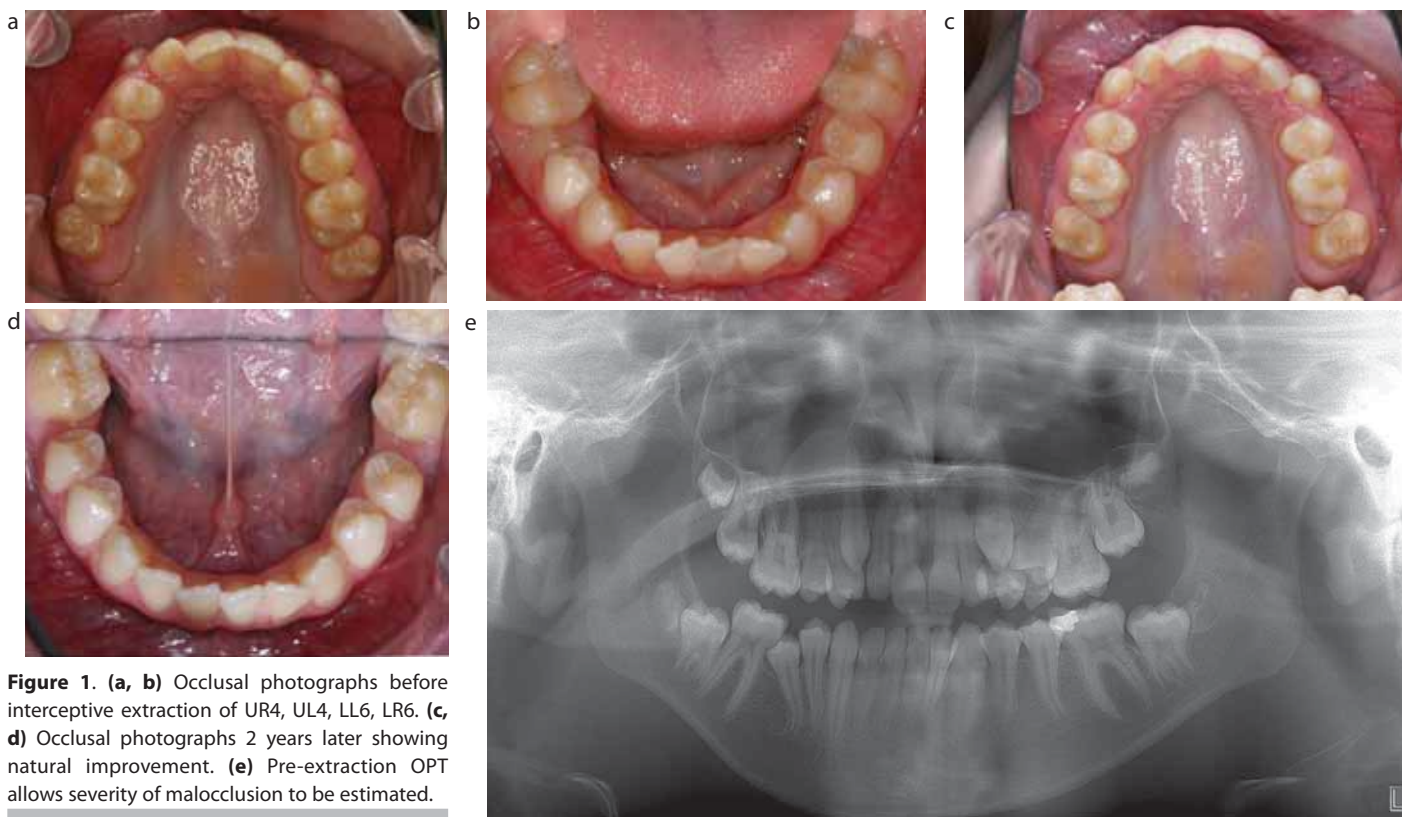 a
b
c
d
e
Figure 1. (a, b) Occlusal photographs before
interceptive extraction of UR4, UL4, LL6, LR6. (c,
d) Occlusal photographs 2 years later showing
natural improvement. (e) Pre-extraction OPT
allows severity of malocclusion to be estimated.
L